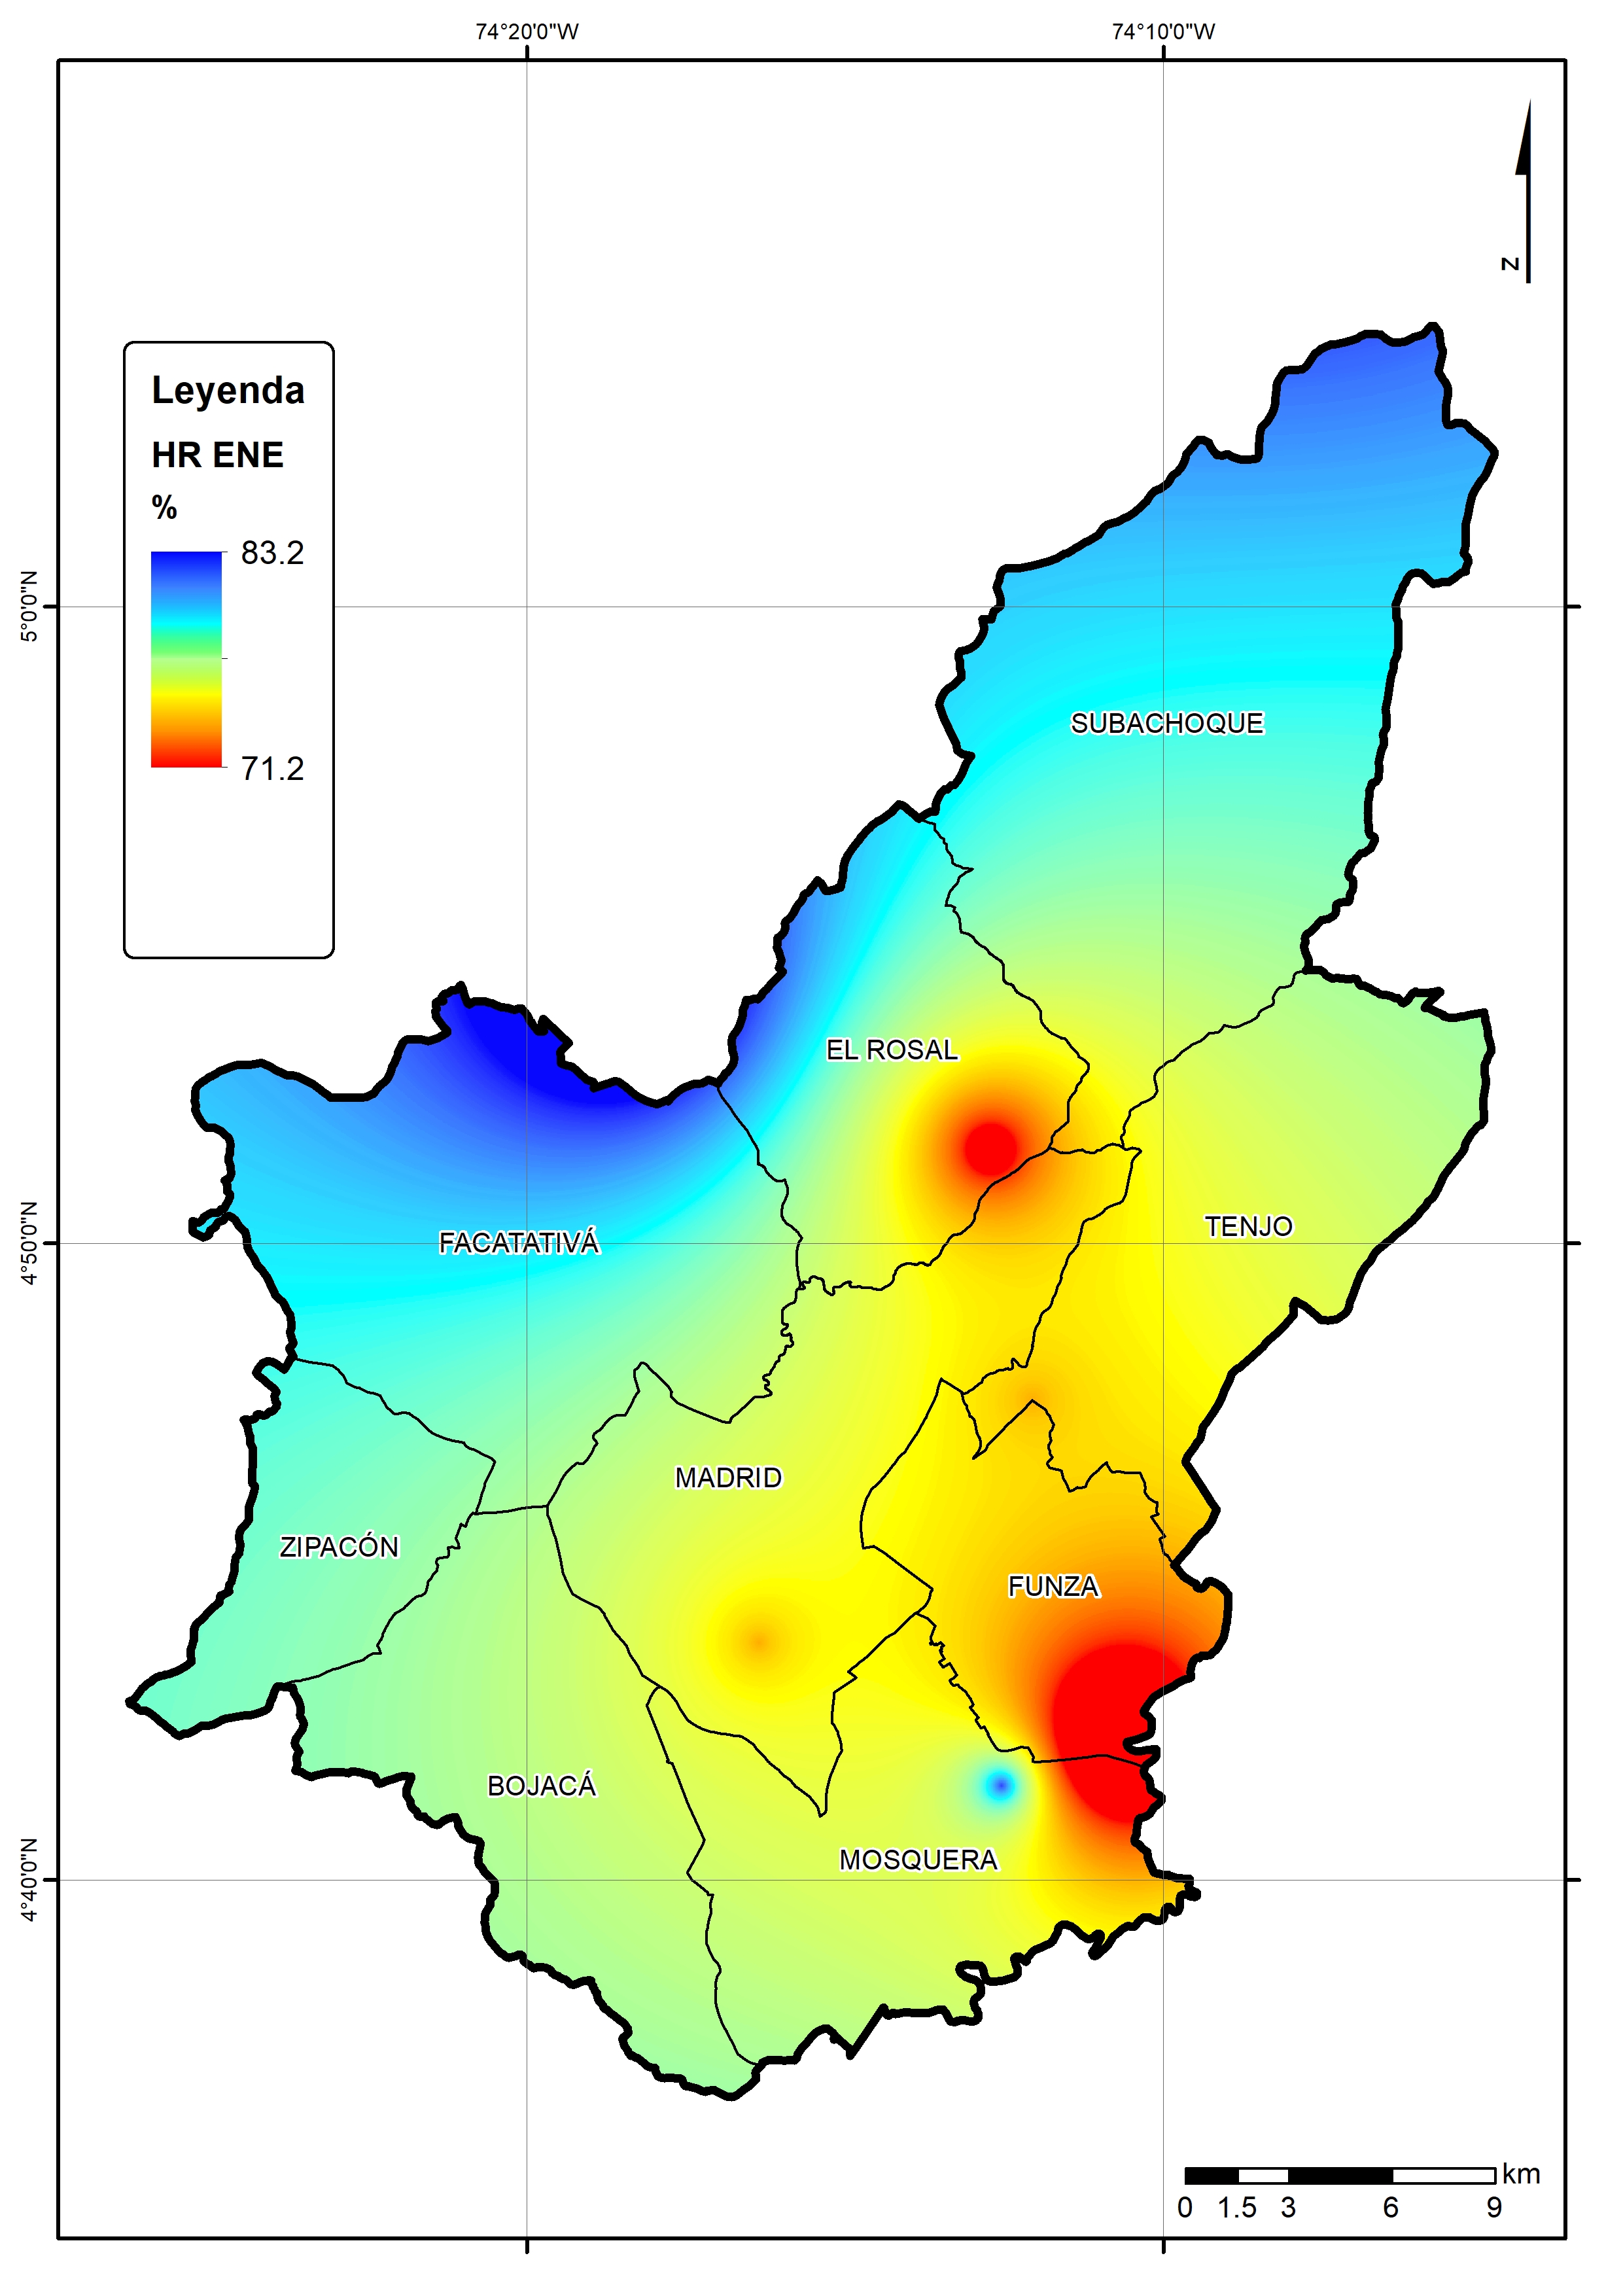 74°20'0"W
74°10'0"W
N
Leyenda
HR ENE
%
83.2
71.2
5°0'0"N
SUBACHOQUE
EL ROSAL
4°50'0"N
FACATATIVÁ
TENJO
MADRID
ZIPACÓN
FUNZA
BOJACÁ
MOSQUERA
4°40'0"N
km
0 1.5 3 6 9